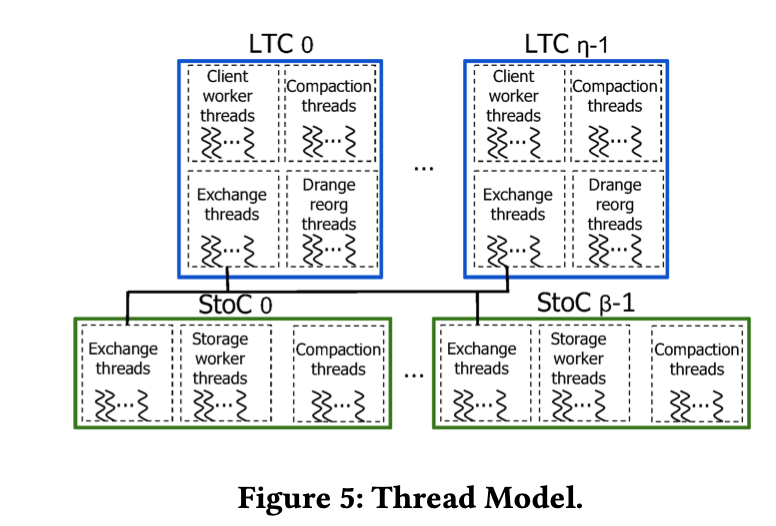 LTC 0
LTC η-1
Client
worker
threads
Compaction
threads
Client
worker
threads
Compaction
threads
...
Exchange
threads
Drange
reorg
threads
Exchange
threads
Drange
reorg
threads
StoC 0
StoC β-1
Exchange
threads
Storage
worker
threads
Compaction
threads
...
Exchange
threads
Storage
worker
threads
Compaction
threads
Figure 5: Thread Model.